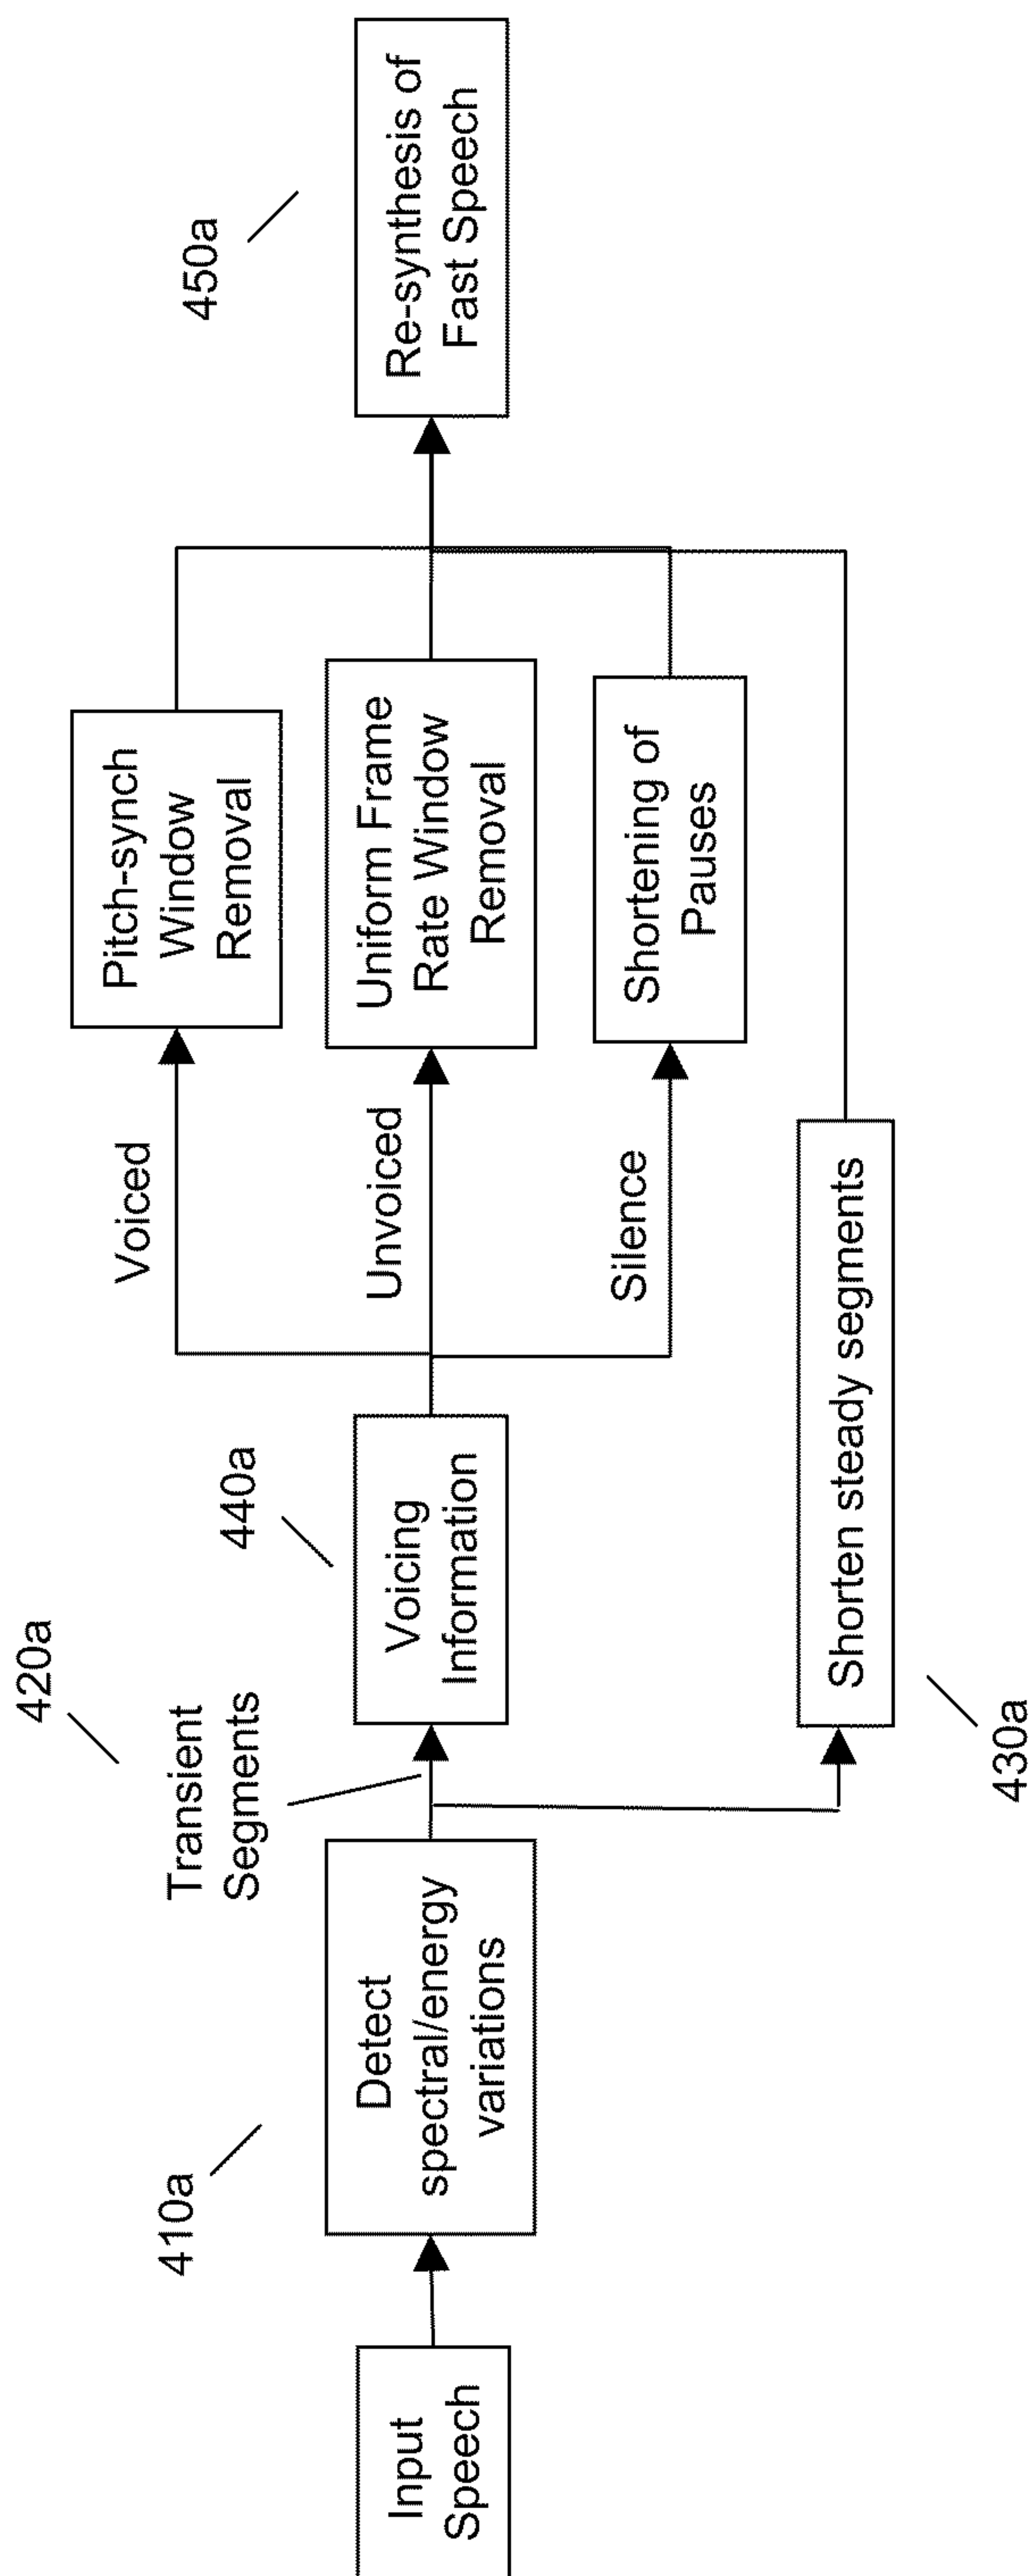 Input
Speech
410a
Detect
spectral/energy
variations
420a
Transient
Segments
440a
Voicing
Information
430a
Shorten steady segments
Voiced
Unvoiced
Silence
Pitch-synch
Window
Removal
Uniform Frame
Rate Window
Removal
Shortening of
Pauses
450a
Re-synthesis of
Fast Speech